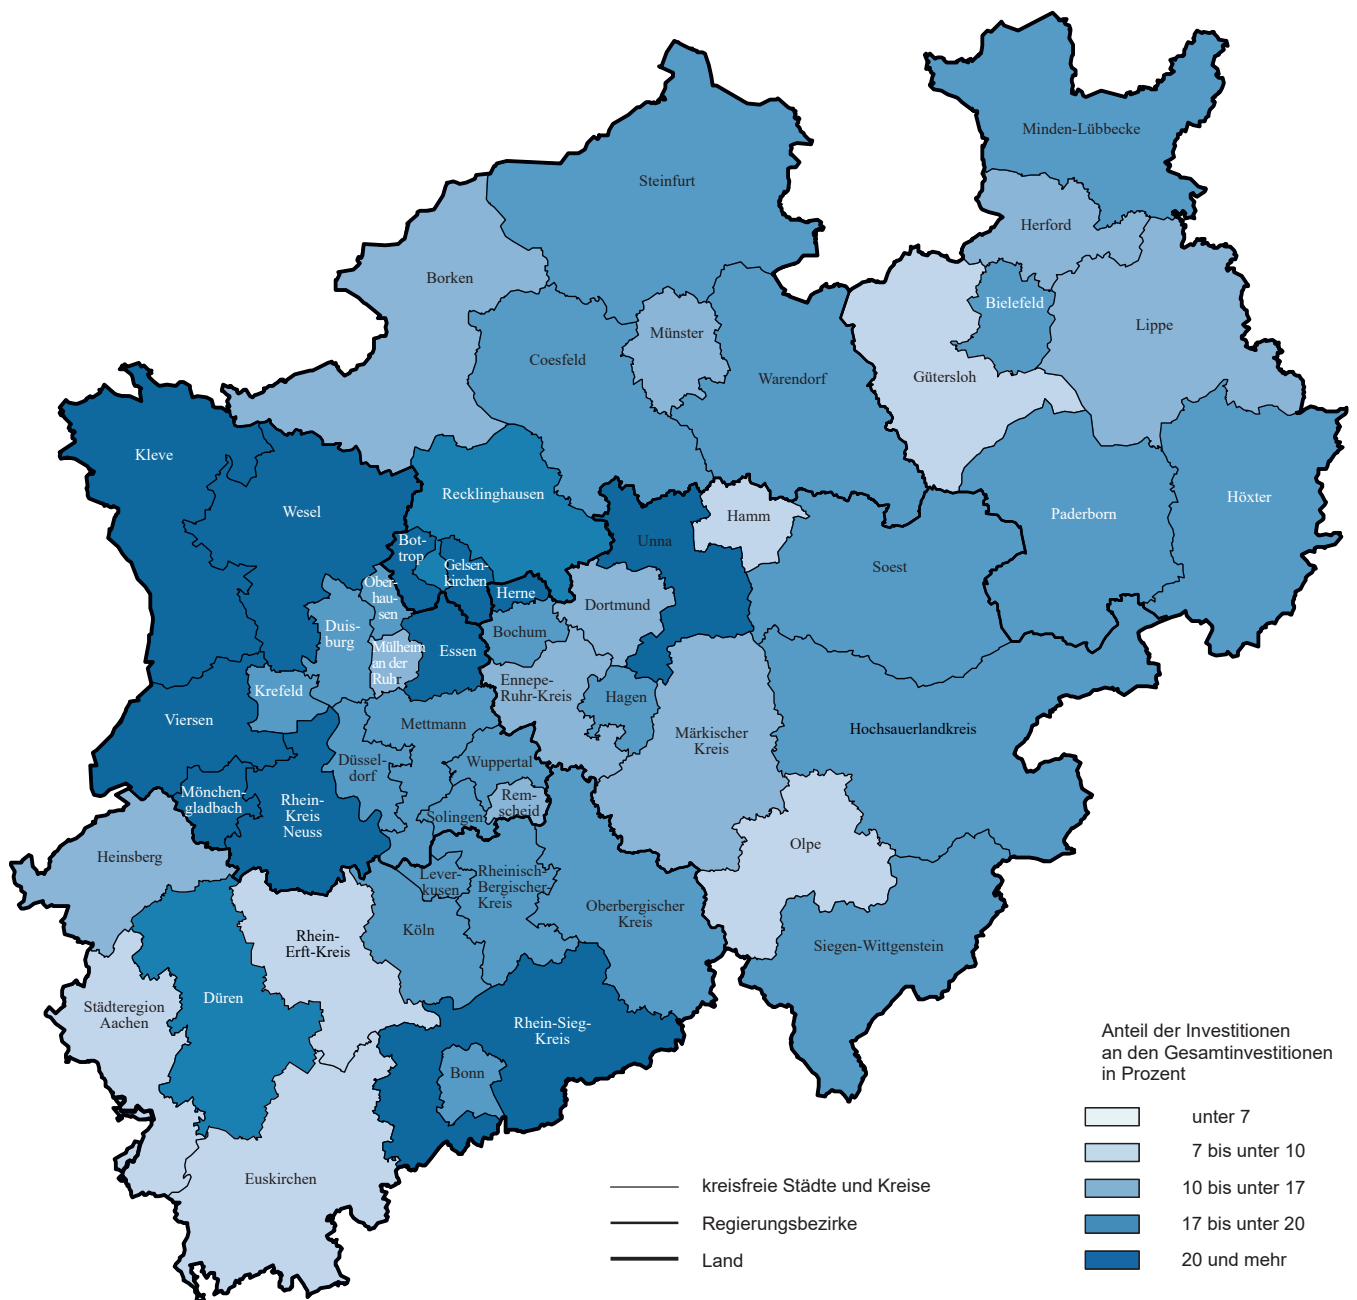 Minden-Lübbecke
Steinfurt
Herford
Borken
Bielefeld
Lippe
Münster
Coesfeld
Warendorf
Gütersloh
Kleve
Recklinghausen
Wesel
Hamm
Paderborn
Höxter
Unna
Bot-
trop
Gelsen-
kirchen
Soest
Ober-
hau-
sen
Herne
Dortmund
Duis-
burg
Bochum
Mülheim
an der
Ruhr
Essen
Krefeld
Ennepe-
Ruhr-Kreis
Hagen
Viersen
Mettmann
Märkischer
Kreis
Hochsauerlandkreis
Düssel-
dorf
Wuppertal
Mönchen-
gladbach
Rhein-
Kreis
Neuss
Rem-
scheid
Solingen
Olpe
Heinsberg
Lever-
kusen
Rheinisch-
Bergischer-
Kreis
Oberbergischer
Kreis
Köln
Rhein-
Erft-Kreis
Siegen-Wittgenstein
Düren
Städteregion
Aachen
Rhein-Sieg-
Kreis
Bonn
Euskirchen
Anteil der Investitionen
an den Gesamtinvestitionen
in Prozent
unter 7
7 bis unter 10
10 bis unter 17
17 bis unter 20
20 und mehr
kreisfreie Städte und Kreise
Regierungsbezirke
Land